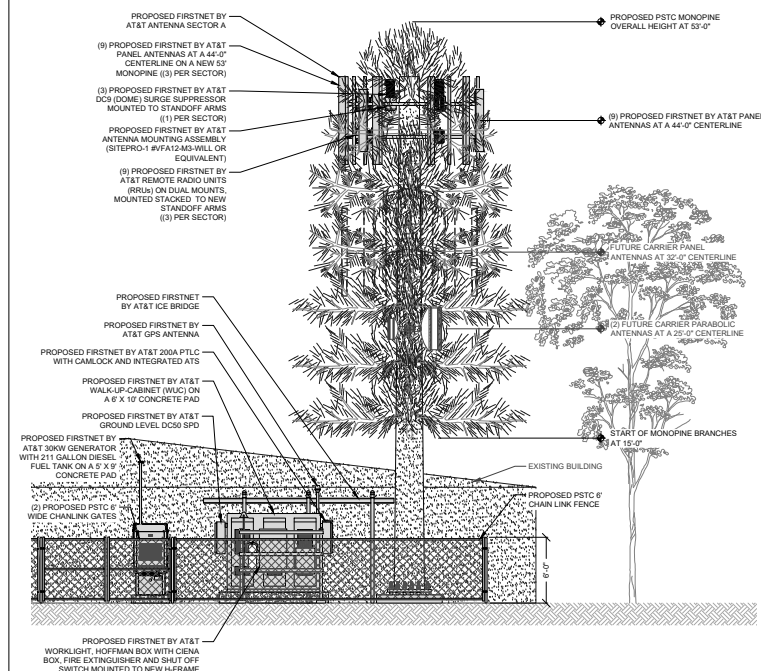 PROPOSED FIRSTNET BY
AT&T ANTENNA SECTOR A
(9) PROPOSED FIRSTNET BY AT&T
PANEL ANTENNAS AT A 44'-0"
CENTERLINE ON A NEW 53'
MONOPINE ((3) PER SECTOR)
(3) PROPOSED FIRSTNET BY AT&T
DC9 (DOME) SURGE SUPPRESSOR
MOUNTED TO STANDOFF ARMS
((1) PER SECTOR)
PROPOSED FIRSTNET BY AT&T
ANTENNA MOUNTING ASSEMBLY
(SITEPRO-1 #VFA12-M3-WILL OR
EQUIVALENT)
(9) PROPOSED FIRSTNET BY
AT&T REMOTE RADIO UNITS
(RRUs) ON DUAL MOUNTS,
MOUNTED STACKED TO NEW
STANDOFF ARMS
((3) PER SECTOR)
PROPOSED PSTC MONOPINE
OVERALL HEIGHT AT 53'-0"
(9) PROPOSED FIRSTNET BY AT&T PANEL
ANTENNAS AT A 44'-0" CENTERLINE
FUTURE CARRIER PANEL
ANTENNAS AT 32'-0" CENTERLINE
(2) FUTURE CARRIER PARABOLIC
ANTENNAS AT A 25'-0" CENTERLINE
START OF MONOPINE BRANCHES
AT 15'-0"
PROPOSED FIRSTNET
BY AT&T ICE BRIDGE
PROPOSED FIRSTNET BY
AT&T GPS ANTENNA
PROPOSED FIRSTNET BY AT&T 200A PTLC
WITH CAMLOCK AND INTEGRATED ATS
PROPOSED FIRSTNET BY AT&T
WALK-UP-CABINET (WUC) ON
A 6' X 10' CONCRETE PAD
PROPOSED FIRSTNET BY AT&T
GROUND LEVEL DC50 SPD
PROPOSED FIRSTNET BY
AT&T 30KW GENERATOR
WITH 211 GALLON DIESEL
FUEL TANK ON A 5' X 9'
CONCRETE PAD
(2) PROPOSED PSTC 6'
WIDE CHANLINK GATES
EXISTING BUILDING
PROPOSED PSTC 6'
CHAIN LINK FENCE
6'-0"
PROPOSED FIRSTNET BY AT&T
WORKLIGHT, HOFFMAN BOX WITH CIENA
BOX, FIRE EXTINGUISHER AND SHUT OFF
SWITCH MOUNTED TO NEW H-FRAME